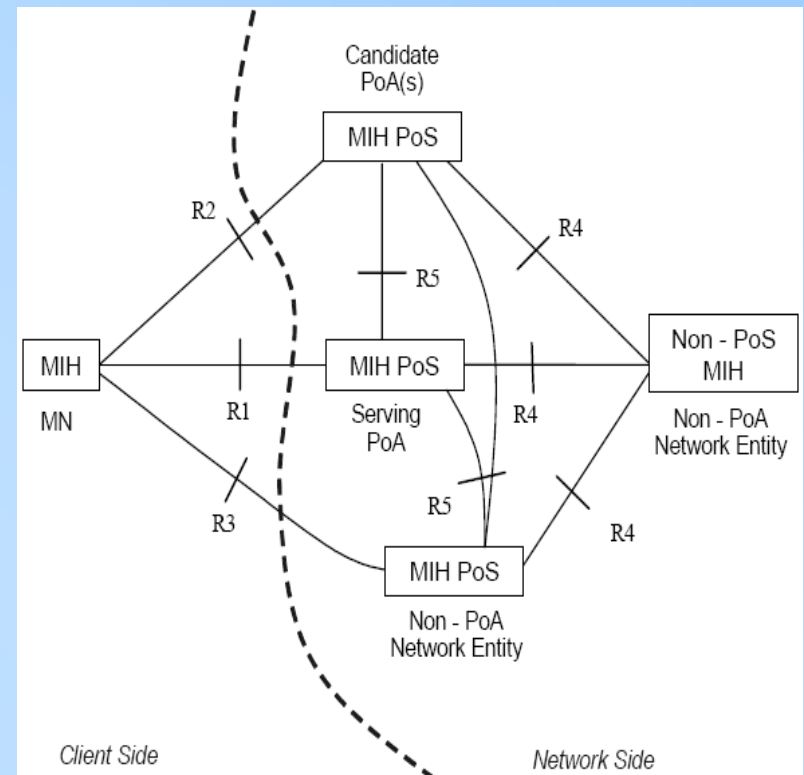 Candidate
PoA(s)
MIH PoS
R2
R4
R5
MIH
MIH PoS
Non - PoS
MIH
R1
R4
MN
Serving
PoA
Non - PoA
Network Entity
R3
R5
R4
MIH PoS
Non - PoA
Network Entity
Client Side
Network Side